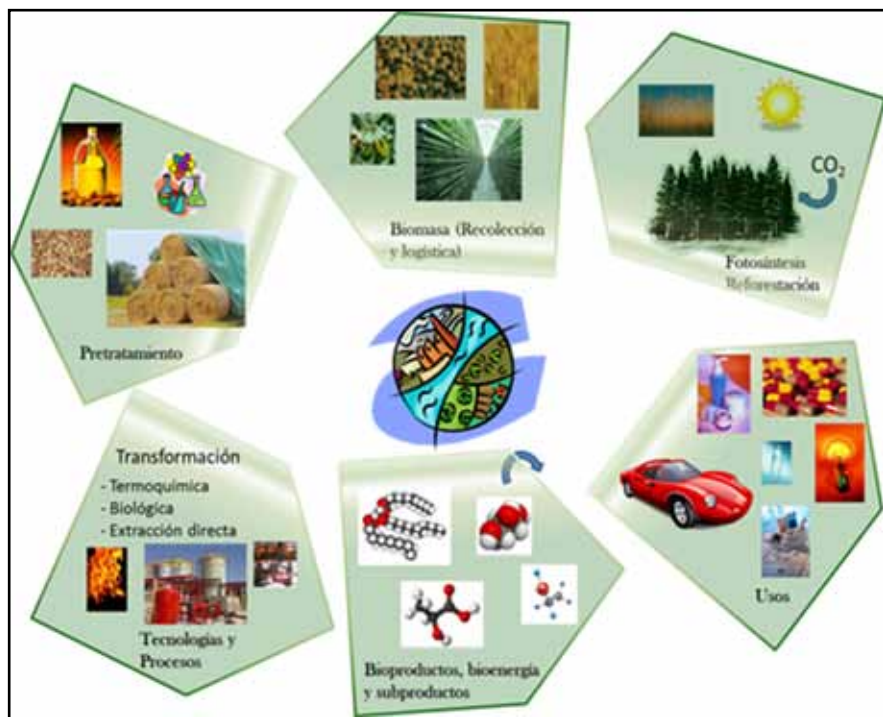 Biomasa (Recolección
y logística)
CO₂
Fotosíntesis
Reforestación
Pretratamiento
Transformación
- Termoquímica
- Biológica
- Extracción directa
Tecnologías y
Procesos
Bioproductos, bioenergía
y subproductos
Usos